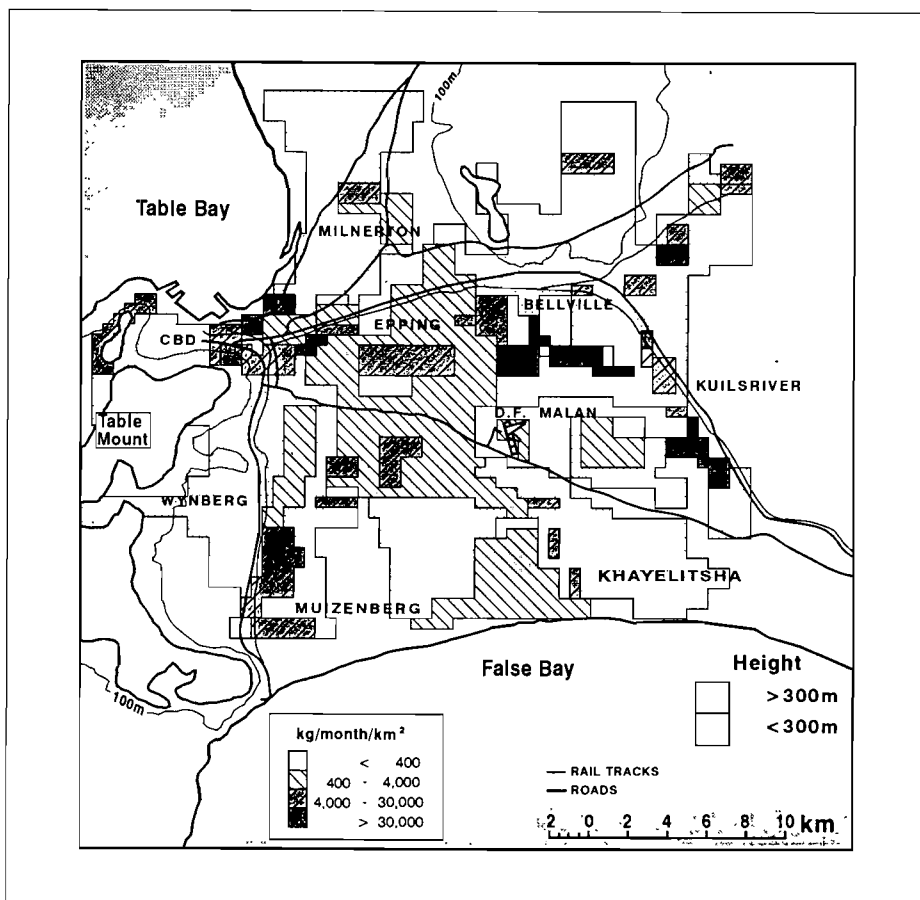 100m
Table Bay
MILNERTON
BELLVILLE
EPPING
CBD
KUILSRIVER
D.F. MALAN
Table
Mount
WYNBERG
KHAYELITSHA
MUIZENBERG
False Bay
100m
Height
>300m
<300m
kg/month/km²
< 400
400 - 4,000
4,000 - 30,000
> 30,000
RAIL TRACKS
ROADS
2 0 2 4 6 8 10 km